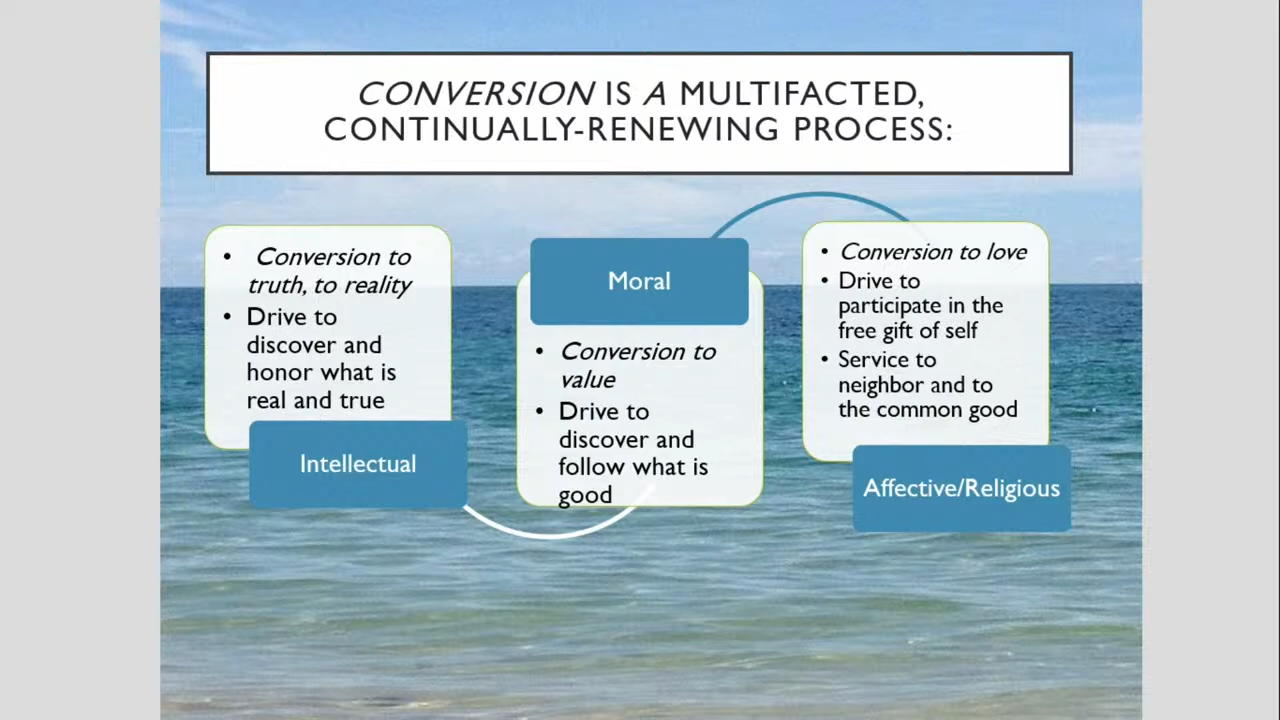 CONVERSION IS A MULTIFACTED,
CONTINUALLY-RENEWING PROCESS:
• Conversion to
truth, to reality
• Drive to
discover and
honor what is
real and true
Intellectual
Moral
• Conversion to
value
• Drive to
discover and
follow what is
good
• Conversion to love
• Drive to
participate in the
free gift of self
• Service to
neighbor and to
the common good
Affective/Religious